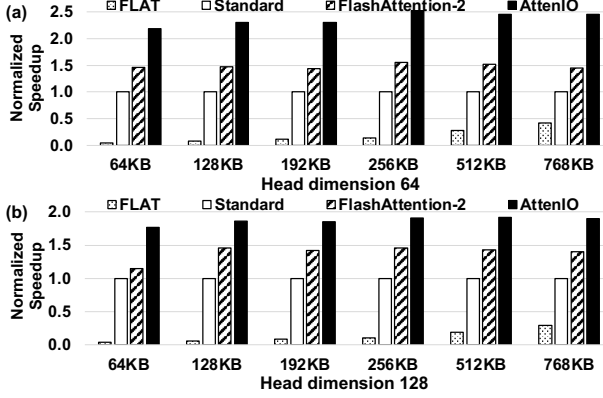 (a) FLAT Standard FlashAttention-2 AttenIO
2.5
2.0
1.5
1.0
0.5
0.0
Normalized
Speedup
64KB 128KB 192KB 256KB 512KB 768KB
Head dimension 64
(b) FLAT Standard FlashAttention-2 AttenIO
2.0
1.5
1.0
0.5
0.0
Normalized
Speedup
64KB 128KB 192KB 256KB 512KB 768KB
Head dimension 128